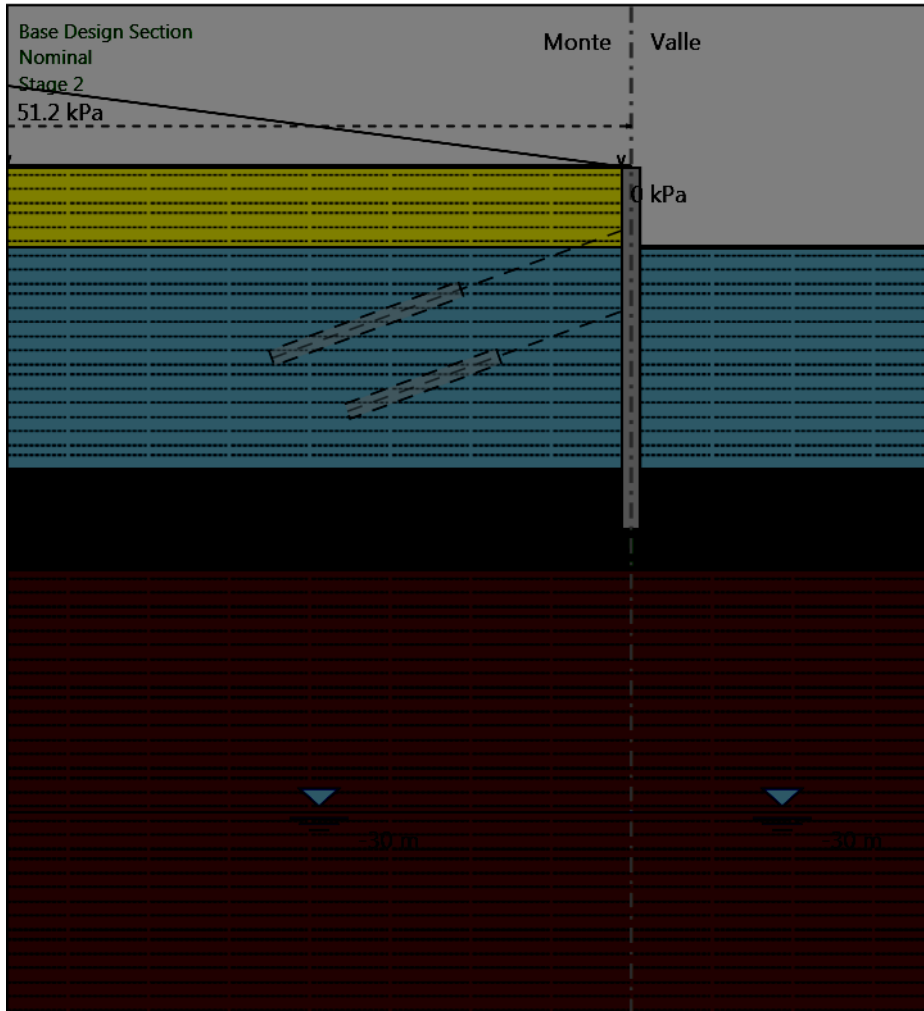 Base Design Section
Nominal
Stage 2
51.2 kPa
Monte
Valle
0 kPa
-30 m
-30 m